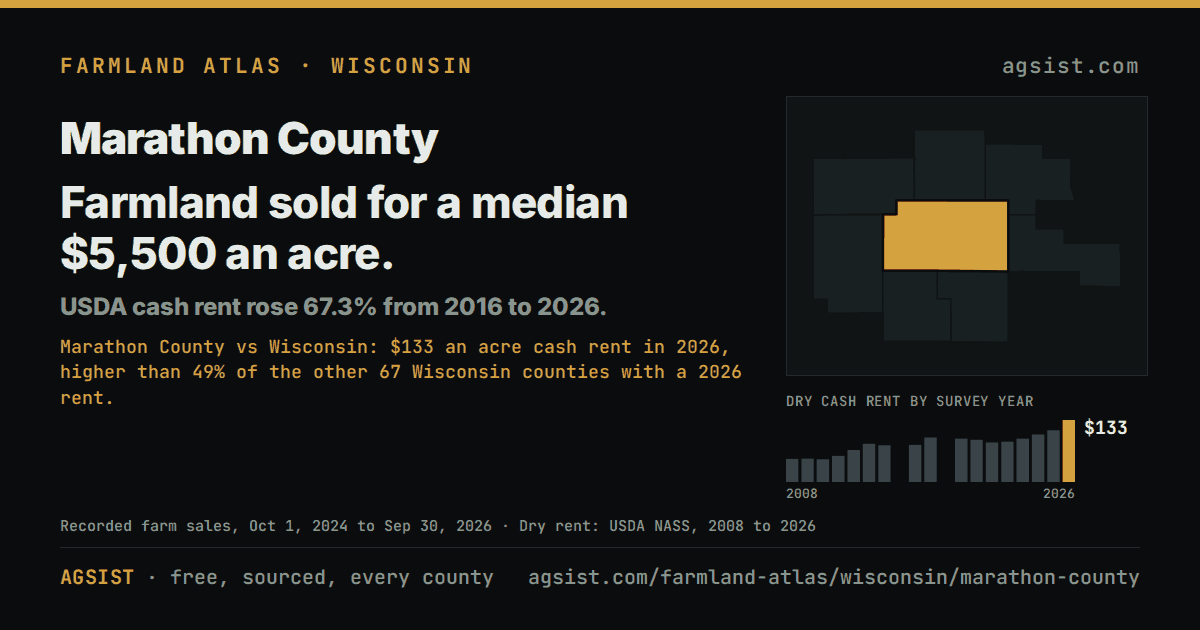 FARMLAND ATLAS · WISCONSIN
agsist.com
Marathon County
Farmland sold for a median
$5,500 an acre.
USDA cash rent rose 67.3% from 2016 to 2026.
Marathon County vs Wisconsin: $133 an acre cash rent in 2026,
higher than 49% of the other 67 Wisconsin counties with a 2026
rent.
DRY CASH RENT BY SURVEY YEAR
$133
2008
2026
Recorded farm sales, Oct 1, 2024 to Sep 30, 2026 · Dry rent: USDA NASS, 2008 to 2026
AGSIST · free, sourced, every county
agsist.com/farmland-atlas/wisconsin/marathon-county